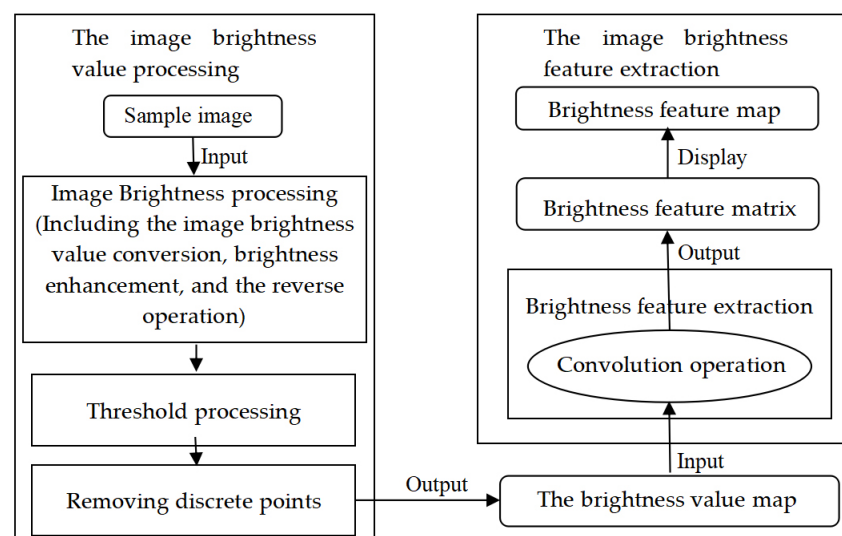 The image brightness
value processing
Sample image
Input
Image Brightness processing
(Including the image brightness
value conversion, brightness
enhancement, and the reverse
operation)
Threshold processing
Removing discrete points
Output
The image brightness
feature extraction
Brightness feature map
Display
Brightness feature matrix
Output
Brightness feature extraction
Convolution operation
Input
The brightness value map